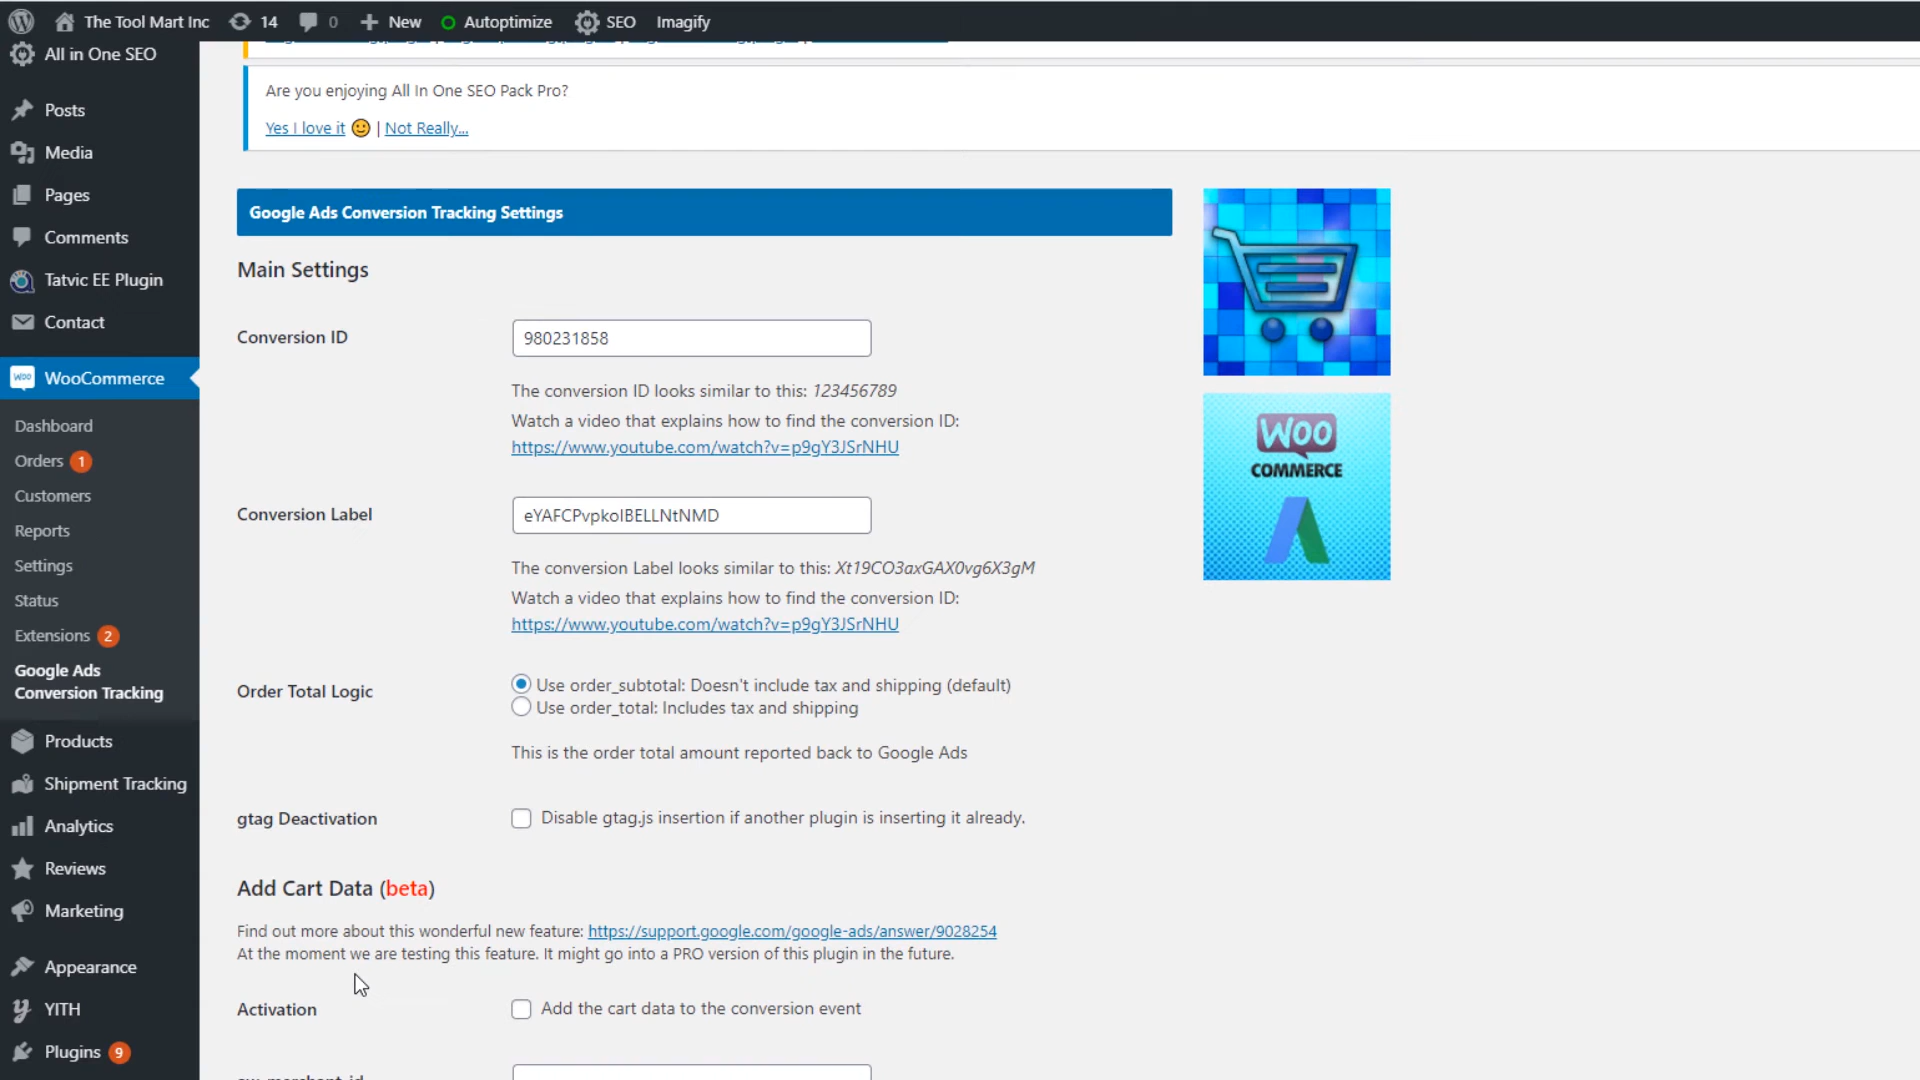 The Tool Mart Inc 14 0 New Autoptimize SEO Imagify
All in One SEO
Posts
Media
Pages
Comments
Tatvic EE Plugin
Contact
WooCommerce
Dashboard
Orders 1
Customers
Reports
Settings
Status
Extensions 2
Google Ads
Conversion Tracking
Products
Shipment Tracking
Analytics
Reviews
Marketing
Appearance
YITH
Plugins 9
Are you enjoying All In One SEO Pack Pro?
Yes I love it | Not Really...
Google Ads Conversion Tracking Settings
Main Settings
Conversion ID 980231858
The conversion ID looks similar to this: 123456789
Watch a video that explains how to find the conversion ID:
https://www.youtube.com/watch?v=p9gY3JSrNHU
Conversion Label eYAFCPvpkoIBELLNtNMD
The conversion Label looks similar to this: Xt19CO3axGAX0vg6X3gM
Watch a video that explains how to find the conversion ID:
https://www.youtube.com/watch?v=p9gY3JSrNHU
Order Total Logic Use order_subtotal: Doesn't include tax and shipping (default)
Use order_total: Includes tax and shipping
This is the order total amount reported back to Google Ads
gtag Deactivation Disable gtag.js insertion if another plugin is inserting it already.
Add Cart Data (beta)
Find out more about this wonderful new feature: https://support.google.com/google-ads/answer/9028254
At the moment we are testing this feature. It might go into a PRO version of this plugin in the future.
Activation Add the cart data to the conversion event
WOO
COMMERCE